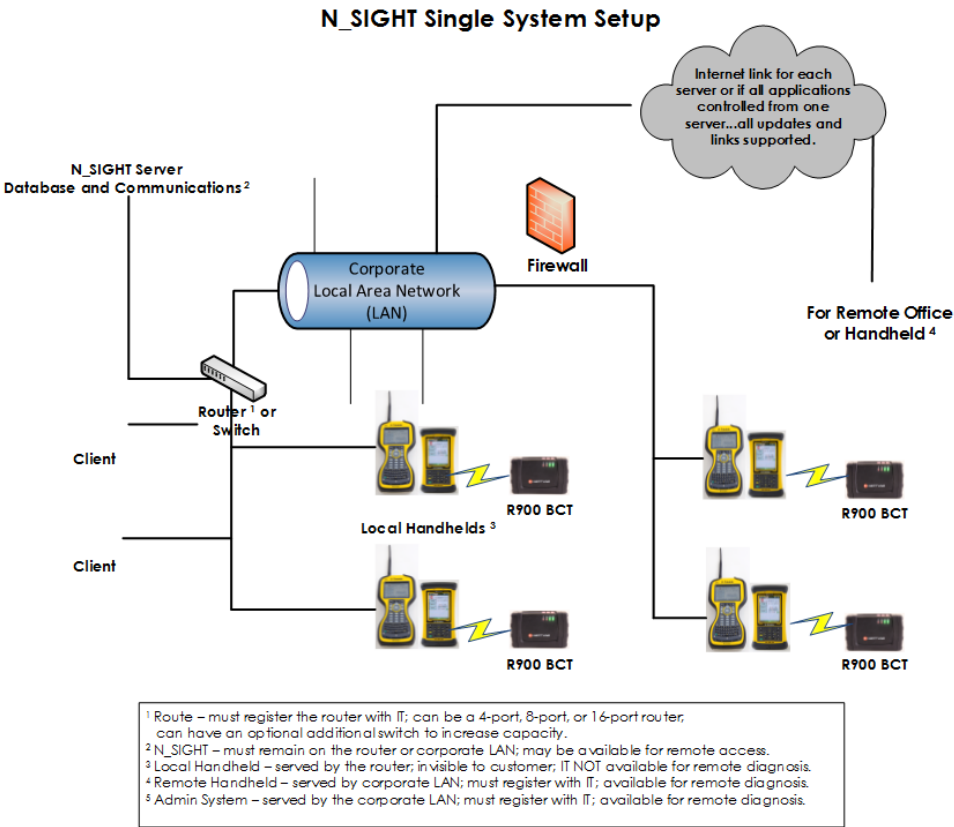 N_SIGHT Single System Setup
Internet link for each
server or if all applications
controlled from one
server...all updates and
links supported.
N_SIGHT Server
Database and Communications ²
Firewall
Corporate
Local Area Network
(LAN)
For Remote Office
or Handheld ⁴
Router ¹ or
Switch
Client
R900 BCT
R900 BCT
Local Handhelds ³
Client
R900 BCT
R900 BCT
¹ Route – must register the router with IT; can be a 4-port, 8-port, or 16-port router;
can have an optional additional switch to increase capacity.
² N_SIGHT – must remain on the router or corporate LAN; may be available for remote access.
³ Local Handheld – served by the router; invisible to customer; IT NOT available for remote diagnosis.
⁴ Remote Handheld – served by corporate LAN; must register with IT; available for remote diagnosis.
⁵ Admin System – served by the corporate LAN; must register with IT; available for remote diagnosis.